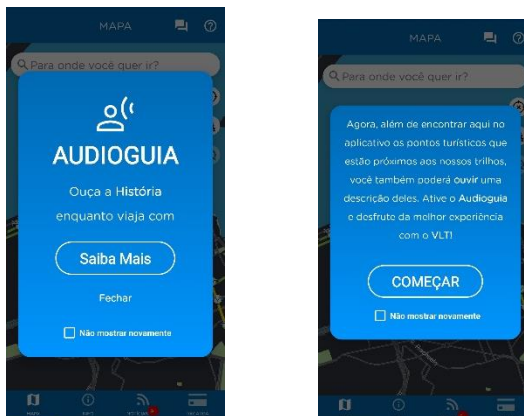 MAPA
Para onde você quer ir?
AUDIOGUIA
Ouça a História
enquanto viaja com
Saiba Mais
Fechar
Não mostrar novamente
MAPA
Para onde você quer ir?
Agora, além de encontrar aqui no
aplicativo os pontos turísticos que
estão próximos aos nossos trilhos,
você também poderá ouvir uma
descrição deles. Ative o Audioguia
e desfrute da melhor experiência
com o VLT!
COMEÇAR
Não mostrar novamente